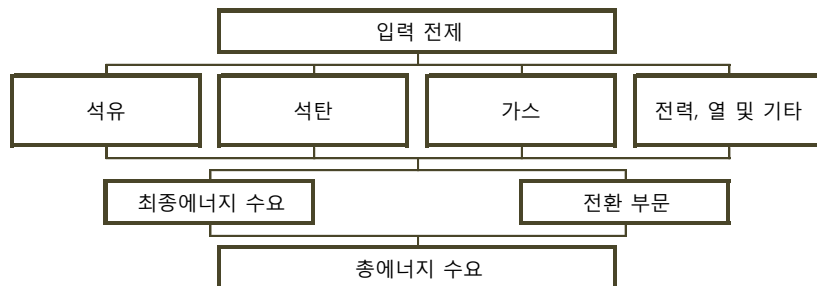 입력 전제
석유
석탄
가스
전력, 열 및 기타
최종에너지 수요
전환 부문
총에너지 수요